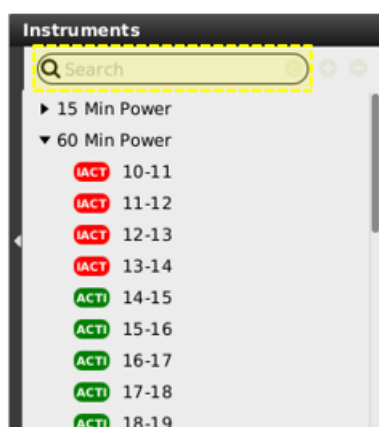 Instruments
Search
15 Min Power
60 Min Power
IACT 10-11
IACT 11-12
IACT 12-13
IACT 13-14
ACTI 14-15
ACTI 15-16
ACTI 16-17
ACTI 17-18
ACTI 18-19